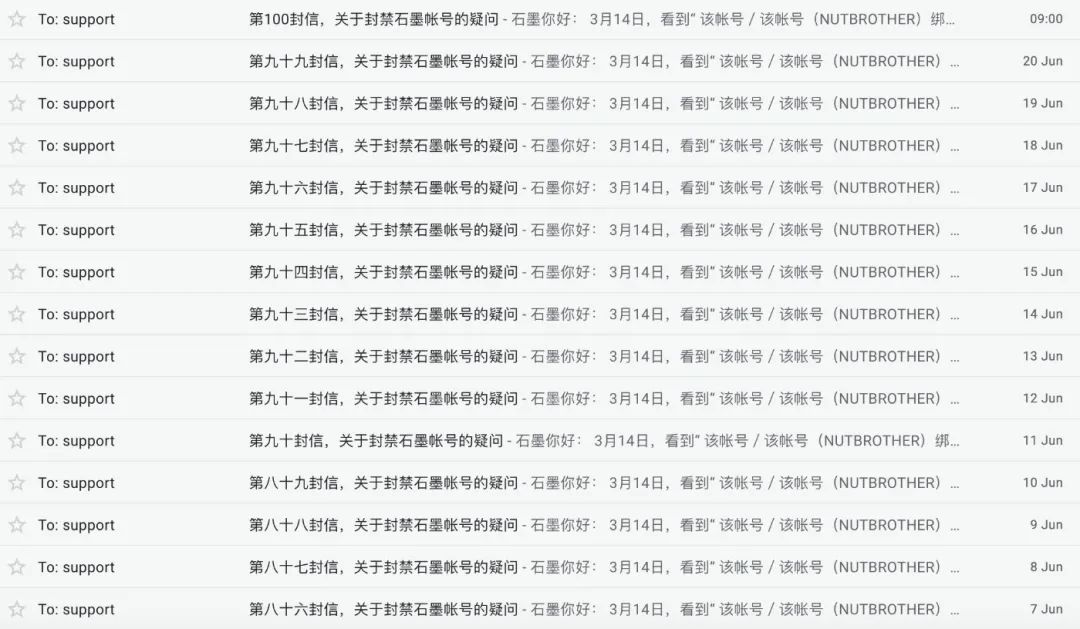 To: support 第100封信，关于封禁石墨帐号的疑问 - 石墨你好： 3月14日，看到“ 该帐号 / 该帐号（NUTBROTHER）绑… 09:00
To: support 第九十九封信，关于封禁石墨帐号的疑问 - 石墨你好： 3月14日，看到“ 该帐号 / 该帐号（NUTBROTHER）… 20 Jun
To: support 第九十八封信，关于封禁石墨帐号的疑问 - 石墨你好： 3月14日，看到“ 该帐号 / 该帐号（NUTBROTHER）… 19 Jun
To: support 第九十七封信，关于封禁石墨帐号的疑问 - 石墨你好： 3月14日，看到“ 该帐号 / 该帐号（NUTBROTHER）… 18 Jun
To: support 第九十六封信，关于封禁石墨帐号的疑问 - 石墨你好： 3月14日，看到“ 该帐号 / 该帐号（NUTBROTHER）… 17 Jun
To: support 第九十五封信，关于封禁石墨帐号的疑问 - 石墨你好： 3月14日，看到“ 该帐号 / 该帐号（NUTBROTHER）… 16 Jun
To: support 第九十四封信，关于封禁石墨帐号的疑问 - 石墨你好： 3月14日，看到“ 该帐号 / 该帐号（NUTBROTHER）… 15 Jun
To: support 第九十三封信，关于封禁石墨帐号的疑问 - 石墨你好： 3月14日，看到“ 该帐号 / 该帐号（NUTBROTHER）… 14 Jun
To: support 第九十二封信，关于封禁石墨帐号的疑问 - 石墨你好： 3月14日，看到“ 该帐号 / 该帐号（NUTBROTHER）… 13 Jun
To: support 第九十一封信，关于封禁石墨帐号的疑问 - 石墨你好： 3月14日，看到“ 该帐号 / 该帐号（NUTBROTHER）… 12 Jun
To: support 第九十封信，关于封禁石墨帐号的疑问 - 石墨你好： 3月14日，看到“ 该帐号 / 该帐号（NUTBROTHER）绑… 11 Jun
To: support 第八十九封信，关于封禁石墨帐号的疑问 - 石墨你好： 3月14日，看到“ 该帐号 / 该帐号（NUTBROTHER）… 10 Jun
To: support 第八十八封信，关于封禁石墨帐号的疑问 - 石墨你好： 3月14日，看到“ 该帐号 / 该帐号（NUTBROTHER）… 9 Jun
To: support 第八十七封信，关于封禁石墨帐号的疑问 - 石墨你好： 3月14日，看到“ 该帐号 / 该帐号（NUTBROTHER）… 8 Jun
To: support 第八十六封信，关于封禁石墨帐号的疑问 - 石墨你好： 3月14日，看到“ 该帐号 / 该帐号（NUTBROTHER）… 7 Jun